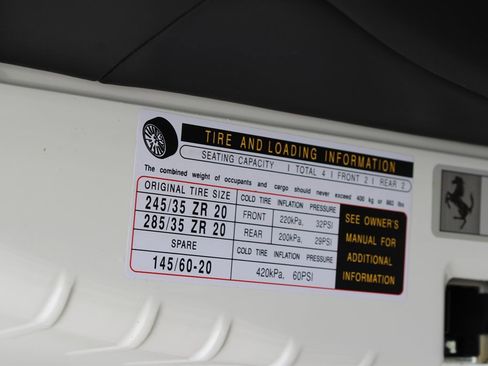 TIRE AND LOADING INFORMATION
SEATING CAPACITY | TOTAL 4 | FRONT 2 | REAR 2
The combined weight of occupants and cargo should never exceed 400 kg or 882 lbs
ORIGINAL TIRE SIZE COLD TIRE INFLATION PRESSURE
245/35 ZR 20 FRONT 220kPa, 32PSI
285/35 ZR 20 REAR 200kPa, 29PSI
SPARE COLD TIRE INFLATION PRESSURE
145/60-20 420kPa, 60PSI
SEE OWNER'S
MANUAL FOR
ADDITIONAL
INFORMATION